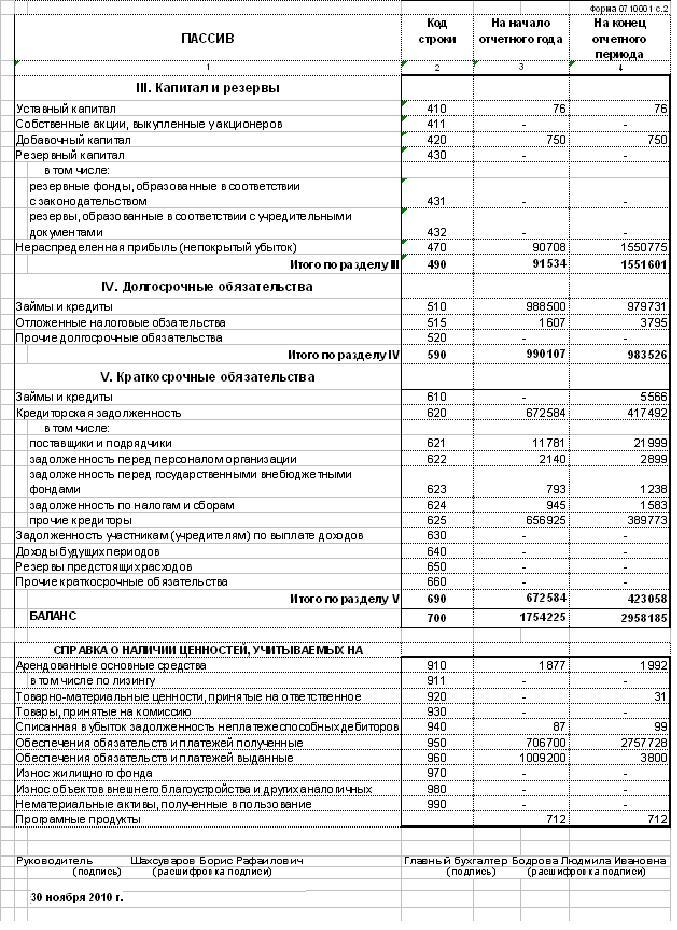 Форма 0710001 с.2
ПАССИВ Код строки На начало отчетного года На конец отчетного периода
1 2 3 4
III. Капитал и резервы
Уставный капитал 410 76 76
Собственные акции, выкупленные у акционеров 411 - -
Добавочный капитал 420 750 750
Резервный капитал 430 - -
в том числе:
резервные фонды, образованные в соответствии
с законодательством 431 - -
резервы, образованные в соответствии с учредительными
документами 432 - -
Нераспределенная прибыль (непокрытый убыток) 470 90708 1550775
Итого по разделу III 490 91534 1551601
IV. Долгосрочные обязательства
Займы и кредиты 510 988500 979731
Отложенные налоговые обзательства 515 1607 3795
Прочие долгосрочные обязательства 520 - -
Итого по разделу IV 590 990107 983526
V. Краткосрочные обязательства
Займы и кредиты 610 - 5566
Кредиторская задолженность 620 672584 417492
в том числе:
поставщики и подрядчики 621 11781 21999
задолженность перед персоналом организации 622 2140 2899
задолженность перед государственными внебюджетными
фондами 623 793 1238
задолженность по налогам и сборам 624 945 1583
прочие кредиторы 625 656925 389773
Задолженность участникам (учредителям) по выплате доходов 630 - -
Доходы будущих периодов 640 - -
Резервы предстоящих расходов 650 - -
Прочие краткосрочные обязательства 660 - -
Итого по разделу V 690 672584 423058
БАЛАНС 700 1754225 2958185
СПРАВКА О НАЛИЧИИ ЦЕННОСТЕЙ, УЧИТЫВАЕМЫХ НА
Арендованные основные средства 910 1877 1992
в том числе по лизингу 911 - -
Товарно-материальные ценности, принятые на ответственное 920 - 31
Товары, принятые на комиссию 930 - -
Списанная в убыток задолженность неплатежеспособных дебиторов 940 87 99
Обеспечения обязательств и платежей полученные 950 706700 2757728
Обеспечения обязательств и платежей выданные 960 1009200 3800
Износ жилищного фонда 970 - -
Износ объектов внешнего благоустройства и других аналогичных 980 - -
Нематериальные активы, полученные в пользование 990 - -
Програмные продукты 712 712
Руководитель Шахсуваров Борис Рафаилович Главный бухгалтер Бодрова Людмила Ивановна
(подпись) (расшифровка подписи) (подпись) (расшифровка подписи)
30 ноября 2010 г.